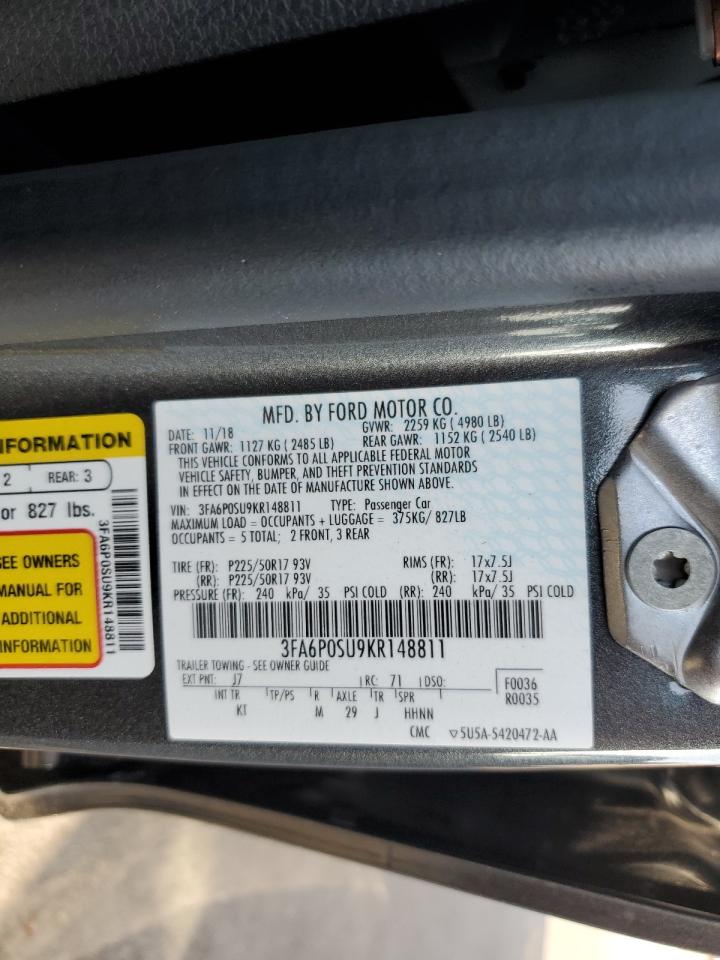 MFD. BY FORD MOTOR CO.
DATE: 11/18 GVWR: 2259 KG ( 4980 LB)
FRONT GAWR: 1127 KG ( 2485 LB) REAR GAWR: 1152 KG ( 2540 LB)
THIS VEHICLE CONFORMS TO ALL APPLICABLE FEDERAL MOTOR
VEHICLE SAFETY, BUMPER, AND THEFT PREVENTION STANDARDS
IN EFFECT ON THE DATE OF MANUFACTURE SHOWN ABOVE.
VIN: 3FA6P0SU9KR148811 TYPE: Passenger Car
MAXIMUM LOAD = OCCUPANTS + LUGGAGE = 375KG/ 827LB
OCCUPANTS = 5 TOTAL; 2 FRONT, 3 REAR
TIRE (FR): P225/50R17 93V RIMS (FR): 17x7.5J
(RR): P225/50R17 93V (RR): 17x7.5J
PRESSURE (FR): 240 kPa/ 35 PSI COLD (RR): 240 kPa/ 35 PSI COLD
3FA6P0SU9KR148811
TRAILER TOWING - SEE OWNER GUIDE
EXT PNT: J7 RC: 71 DSO:
F0036
R0035
INT TR TP/PS R AXLE TR SPR
KT M 29 J HHNN
CMC ▽5U5A-5420472-AA
NFORMATION
2 REAR: 3
or 827 lbs.
SEE OWNERS
MANUAL FOR
ADDITIONAL
INFORMATION
3FA6P0SU9KR148811